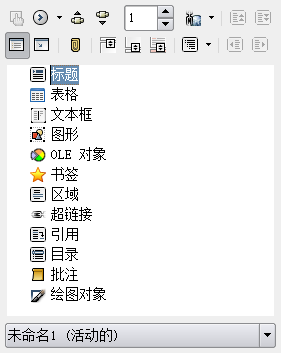 1
标题
表格
文本框
图形
OLE 对象
书签
区域
超链接
引用
目录
批注
绘图对象
未命名1 (活动的)